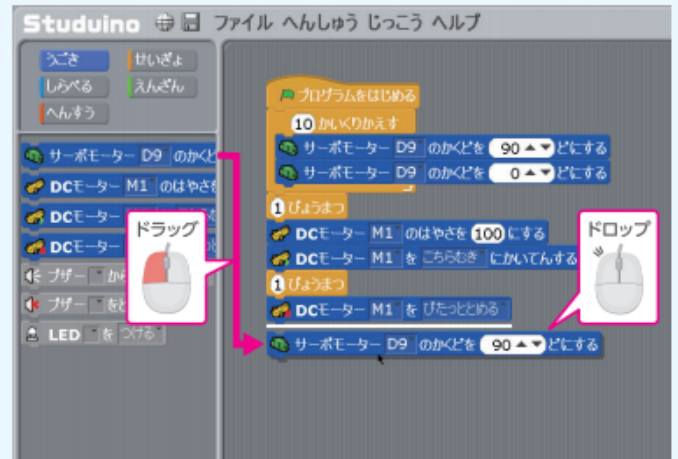 Studuino ファイル へんしゅう じっこう ヘルプ
うごき せいぎょ
しらべる えんざん
へんすう
サーボモーター D9 のかくど
DCモーター M1 のはやさを
DCモーター
DCモーター
ブザー から
ブザー を
LED を つける
ドラッグ
プログラムをはじめる
10 かいくりかえす
サーボモーター D9 のかくどを 90 どにする
サーボモーター D9 のかくどを 0 どにする
1 びょうまつ
DCモーター M1 のはやさを 100 にする
DCモーター M1 を こちらむき にかいてんする
1 びょうまつ
DCモーター M1 を ぴたっととめる
サーボモーター D9 のかくどを 90 どにする
ドロップ